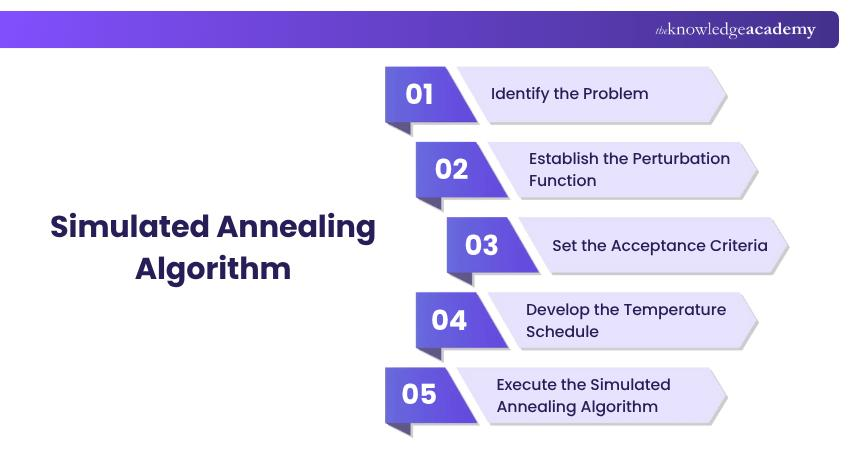 theknowledgeacademy
Simulated Annealing
Algorithm
01
Identify the Problem
02
Establish the Perturbation
Function
03
Set the Acceptance Criteria
04
Develop the Temperature
Schedule
05
Execute the Simulated
Annealing Algorithm